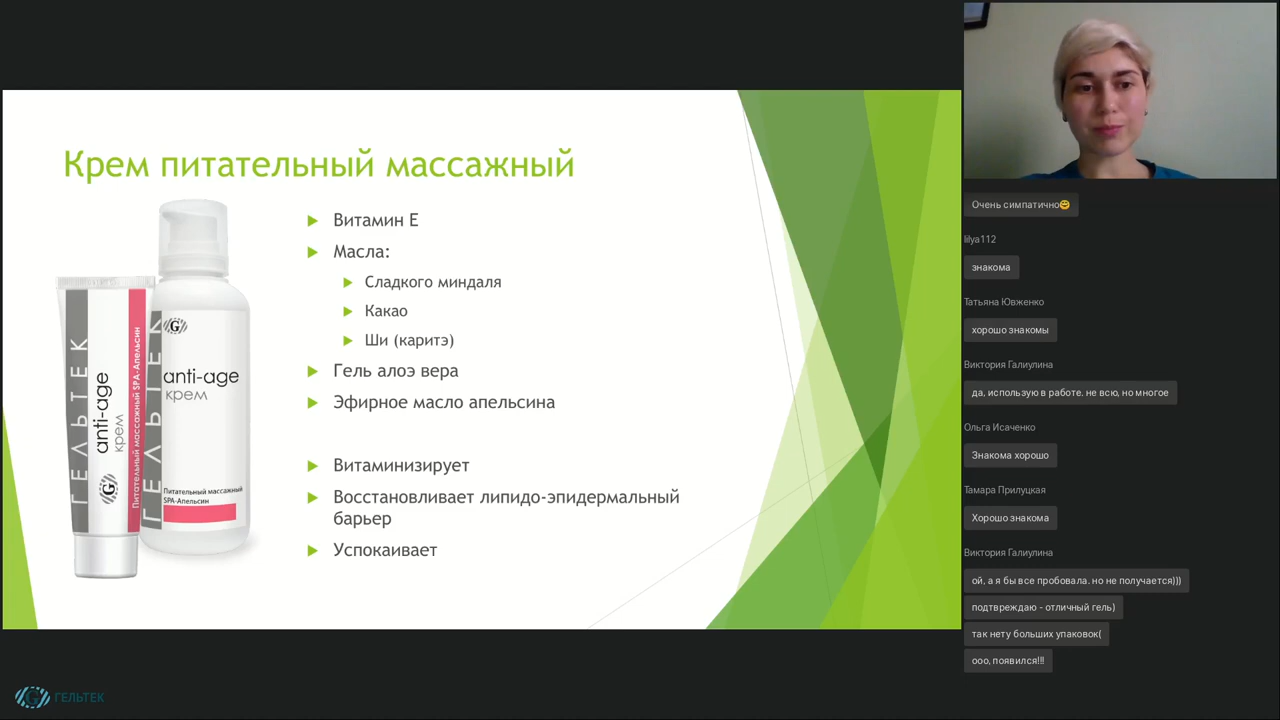 Крем питательный массажный
Витамин Е
Масла:
Сладкого миндаля
Какао
Ши (каритэ)
Гель алоэ вера
Эфирное масло апельсина
Витаминизирует
Восстановливает липидо-эпидермальный
барьер
Успокаивает
ГЕЛЬТЕК
anti-age
крем
Питательный массажный SPA-Апельсин
G
ГЕЛЬТЕК
G
anti-age
крем
Питательный массажный
SPA-Апельсин
G ГЕЛЬТЕК
Очень симпатично😊
lilya112
знакома
Татьяна Ювженко
хорошо знакомы
Виктория Галиулина
да, использую в работе. не всю, но многое
Ольга Исаченко
Знакома хорошо
Тамара Прилуцкая
Хорошо знакома
Виктория Галиулина
ой, а я бы все пробовала. но не получается)))
подтвреждаю - отличный гель)
так нету больших упаковок(
ооо, появился!!!